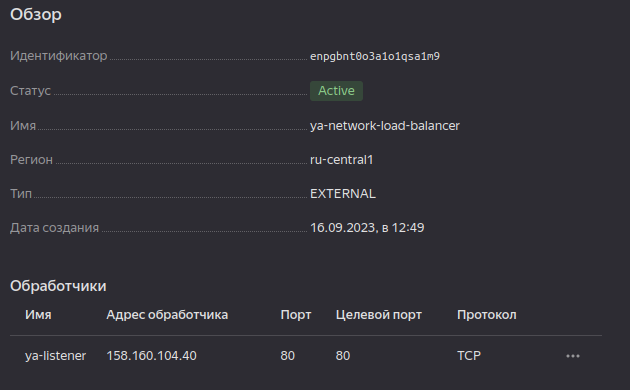 Обзор
Идентификатор enpgbnt0o3a1o1qsa1m9
Статус Active
Имя ya-network-load-balancer
Регион ru-central1
Тип EXTERNAL
Дата создания 16.09.2023, в 12:49
Обработчики
Имя Адрес обработчика Порт Целевой порт Протокол
ya-listener 158.160.104.40 80 80 TCP